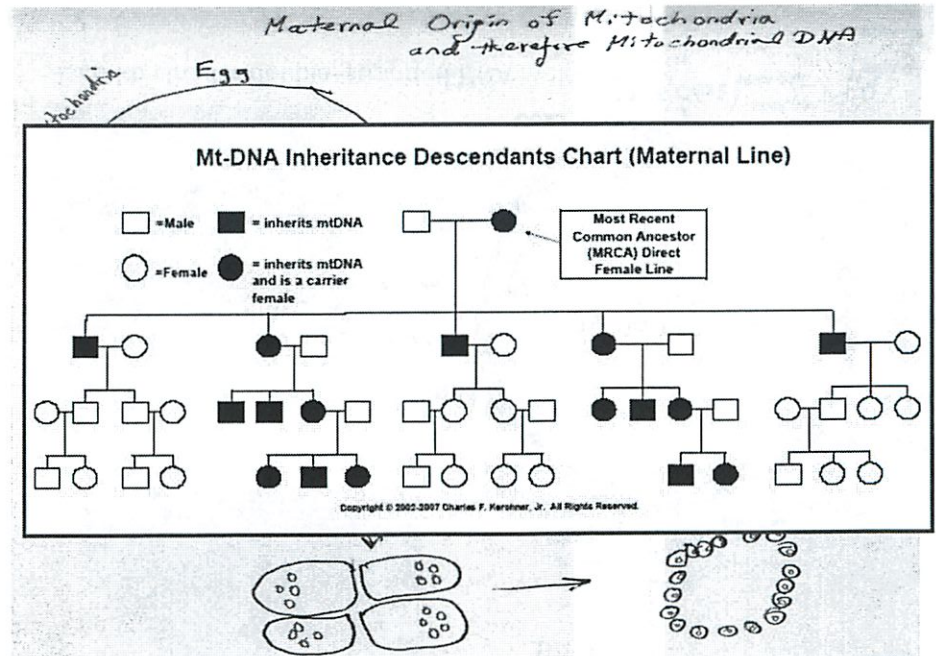 Maternal Origin of Mitochondria
and therefore Mitochondrial DNA
Egg
Mt-DNA Inheritance Descendants Chart (Maternal Line)
=Male
= inherits mtDNA
=Female
= inherits mtDNA
and is a carrier
female
Most Recent
Common Ancestor
(MRCA) Direct
Female Line
Copyright © 2002-2007 Charles F. Kerchner, Jr. All Rights Reserved.